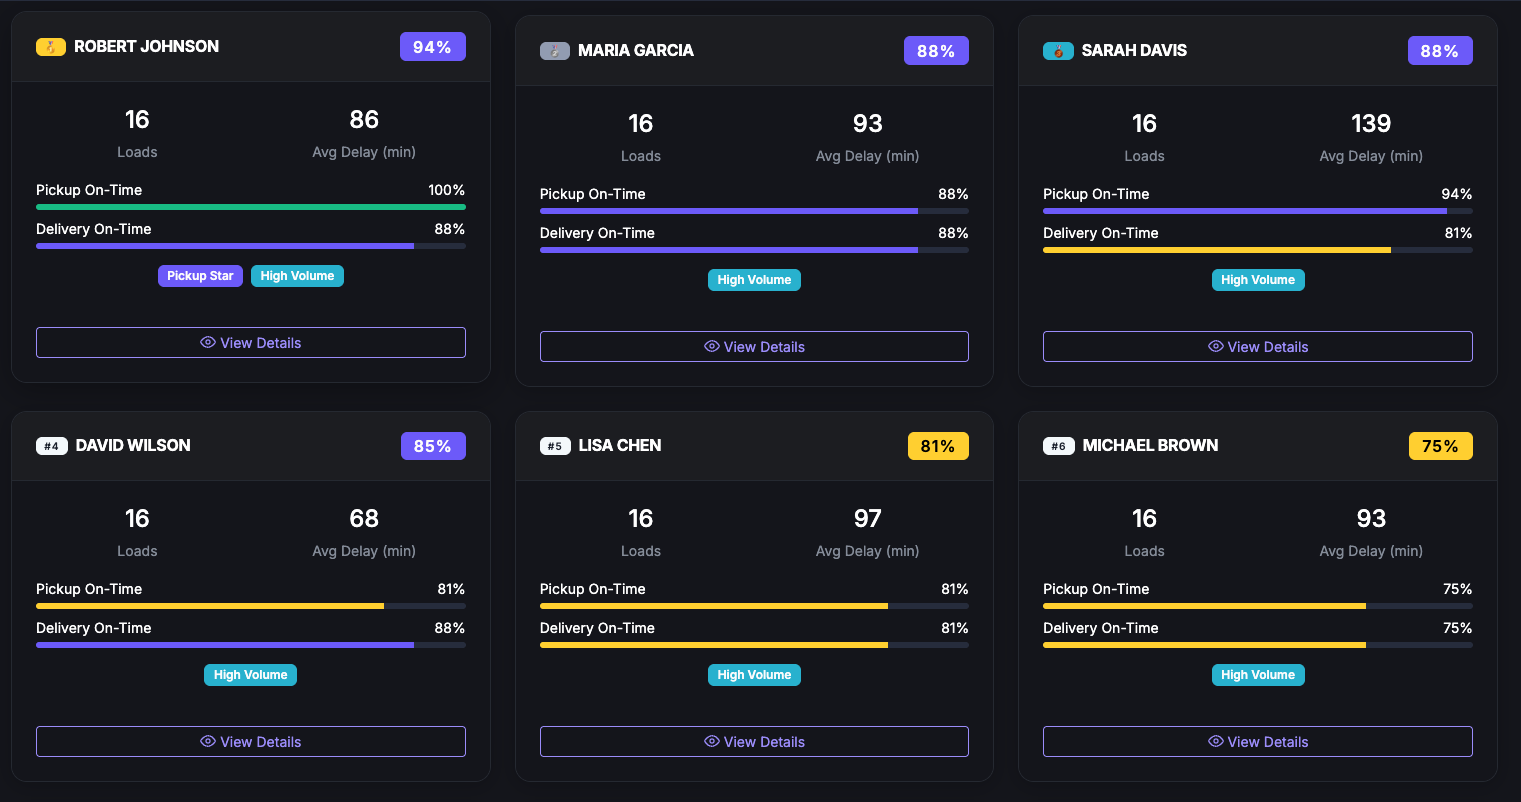 ROBERT JOHNSON 94%
16 86
Loads Avg Delay (min)
Pickup On-Time 100%
Delivery On-Time 88%
Pickup Star High Volume
View Details
MARIA GARCIA 88%
16 93
Loads Avg Delay (min)
Pickup On-Time 88%
Delivery On-Time 88%
High Volume
View Details
SARAH DAVIS 88%
16 139
Loads Avg Delay (min)
Pickup On-Time 94%
Delivery On-Time 81%
High Volume
View Details
#4 DAVID WILSON 85%
16 68
Loads Avg Delay (min)
Pickup On-Time 81%
Delivery On-Time 88%
High Volume
View Details
#5 LISA CHEN 81%
16 97
Loads Avg Delay (min)
Pickup On-Time 81%
Delivery On-Time 81%
High Volume
View Details
#6 MICHAEL BROWN 75%
16 93
Loads Avg Delay (min)
Pickup On-Time 75%
Delivery On-Time 75%
High Volume
View Details